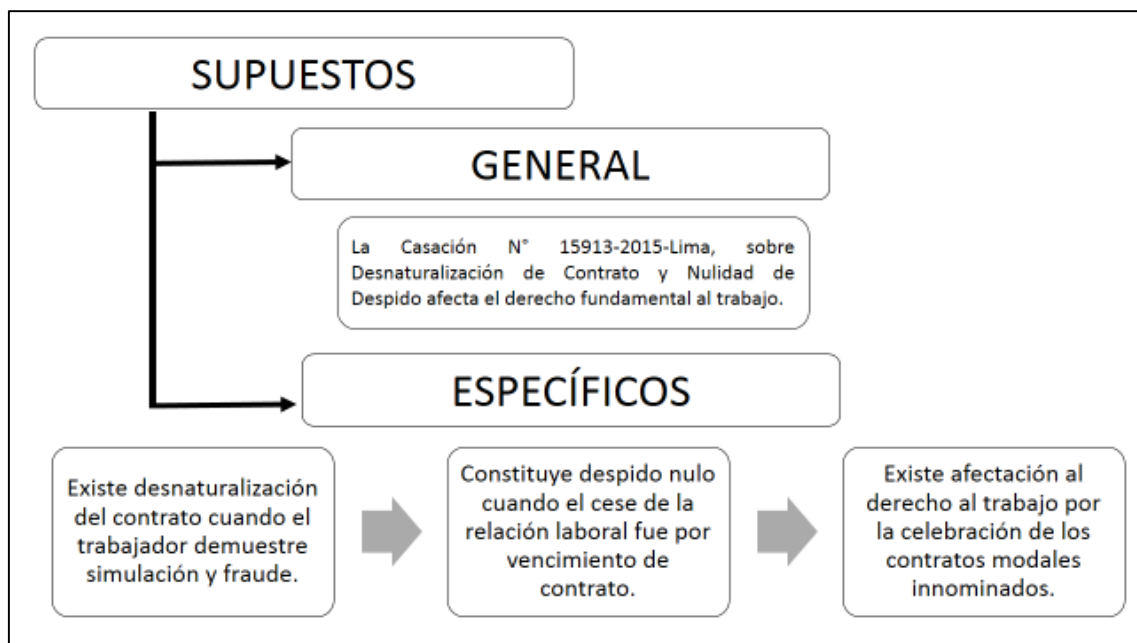 SUPUESTOS
GENERAL
La Casación N° 15913-2015-Lima, sobre
Desnaturalización de Contrato y Nulidad de
Despido afecta el derecho fundamental al trabajo.
ESPECÍFICOS
Existe desnaturalización
del contrato cuando el
trabajador demuestre
simulación y fraude.
Constituye despido nulo
cuando el cese de la
relación laboral fue por
vencimiento de
contrato.
Existe afectación al
derecho al trabajo por
la celebración de los
contratos modales
innominados.